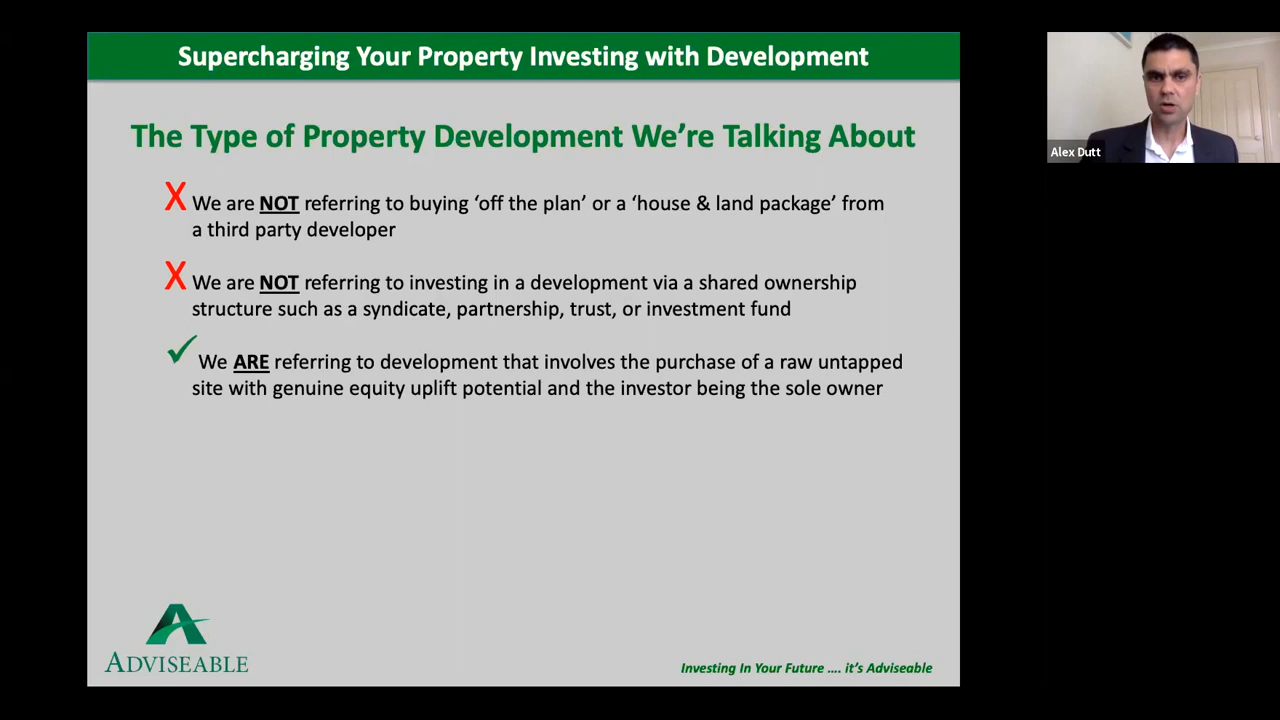 Supercharging Your Property Investing with Development
The Type of Property Development We're Talking About
X We are NOT referring to buying 'off the plan' or a 'house & land package' from
a third party developer
X We are NOT referring to investing in a development via a shared ownership
structure such as a syndicate, partnership, trust, or investment fund
✓ We ARE referring to development that involves the purchase of a raw untapped
site with genuine equity uplift potential and the investor being the sole owner
ADVISEABLE
Investing In Your Future .... it's Adviseable
Alex Dutt